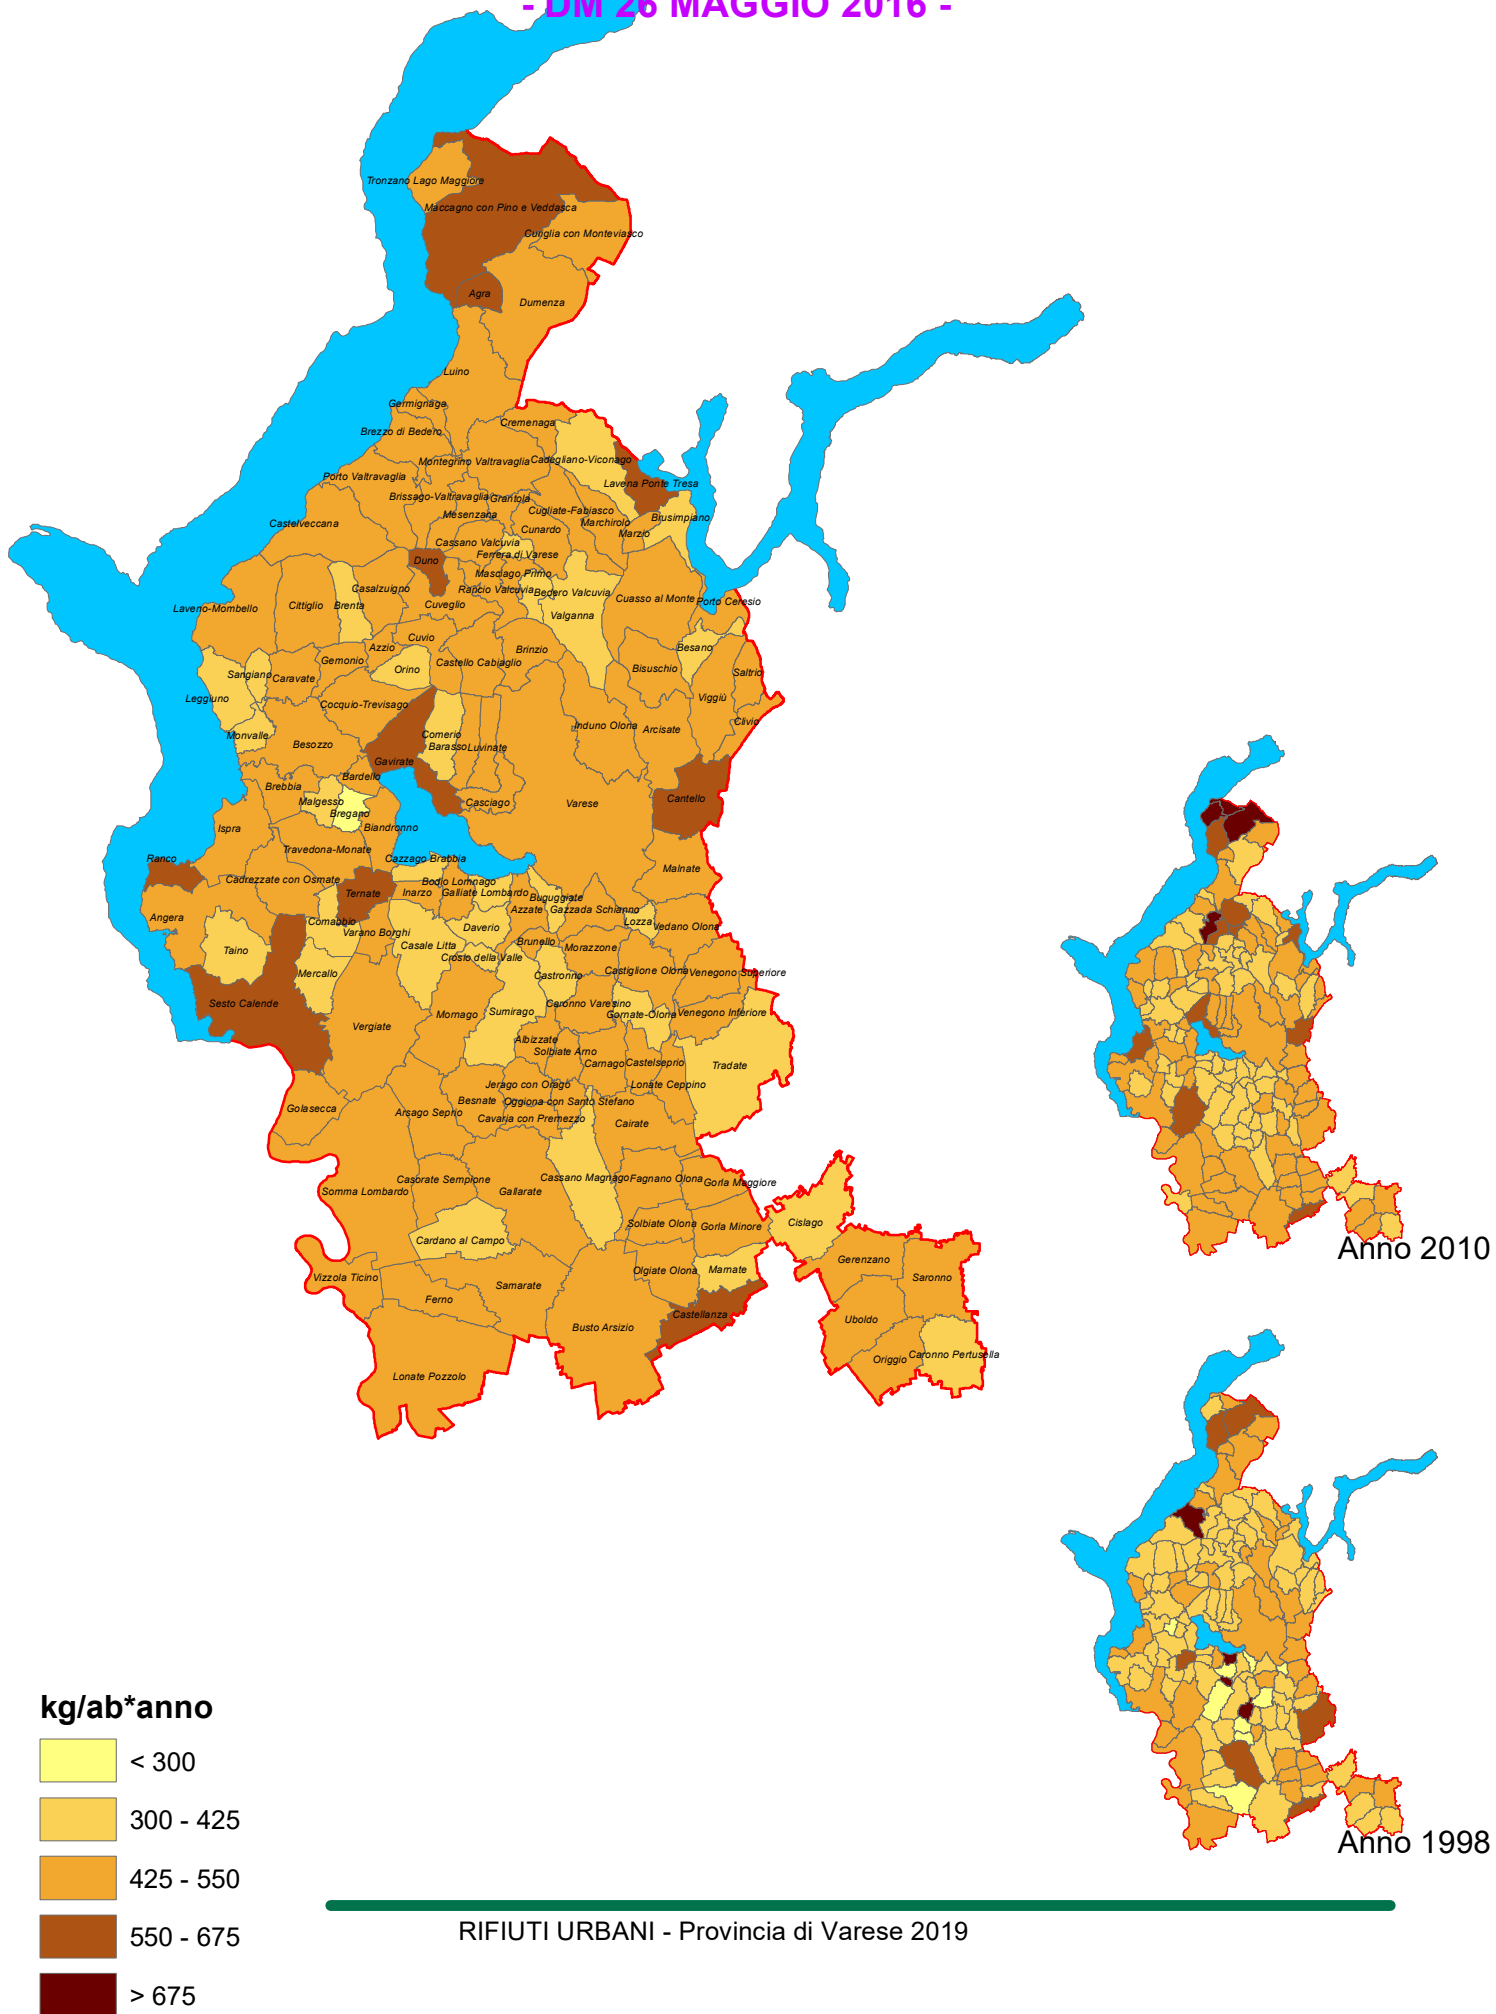 - DM 26 MAGGIO 2016 -
Tronzano Lago Maggiore
Maccagno con Pino e Veddasca
Curiglia con Monteviasco
Agra
Dumenza
Luino
Germignaga
Cremenaga
Brezzo di Bedero
Montegrino Valtravaglia
Cadegliano-Viconago
Porto Valtravaglia
Lavena Ponte Tresa
Brissago-Valtravaglia
Grantola
Cugliate-Fabiasco
Mesenzana
Brusimpiano
Castelveccana
Marchirolo
Cunardo
Marzio
Cassano Valcuvia
Ferrera di Varese
Duno
Masciago Primo
Casalzuigno
Rancio Valcuvia
Bedero Valcuvia
Cuasso al Monte
Porto Ceresio
Laveno-Mombello
Cittiglio
Brenta
Cuveglio
Valganna
Cuvio
Azzio
Brinzio
Besano
Gemonio
Orino
Castello Cabiaglio
Bisuschio
Saltrio
Sangiano
Caravate
Leggiuno
Viggiù
Cocquio-Trevisago
Clivio
Induno Olona
Arcisate
Monvalle
Comerio
Besozzo
Barasso
Luvinate
Gavirate
Bardello
Brebbia
Cantello
Malgesso
Casciago
Varese
Bregano
Ispra
Biandronno
Travedona-Monate
Ranco
Cazzago Brabbia
Malnate
Cadrezzate con Osmate
Bodio Lomnago
Ternate
Inarzo
Galliate Lombardo
Buguggiate
Azzate
Gazzada Schianno
Angera
Comabbio
Lozza
Varano Borghi
Daverio
Vedano Olona
Casale Litta
Brunello
Morazzone
Taino
Crosio della Valle
Mercallo
Castronno
Castiglione Olona
Venegono Superiore
Sesto Calende
Caronno Varesino
Mornago
Sumirago
Gornate-Olona
Venegono Inferiore
Vergiate
Albizzate
Solbiate Arno
Carnago
Castelseprio
Tradate
Jerago con Orago
Lonate Ceppino
Besnate
Oggiona con Santo Stefano
Golasecca
Arsago Seprio
Cavaria con Premezzo
Cairate
Casorate Sempione
Cassano Magnago
Fagnano Olona
Gorla Maggiore
Somma Lombardo
Gallarate
Solbiate Olona
Gorla Minore
Cislago
Cardano al Campo
Gerenzano
Olgiate Olona
Marnate
Vizzola Ticino
Saronno
Samarate
Ferno
Castellanza
Uboldo
Busto Arsizio
Origgio
Caronno Pertusella
Lonate Pozzolo
Anno 2010
Anno 1998
kg/ab*anno
< 300
300 - 425
425 - 550
550 - 675
> 675
RIFIUTI URBANI - Provincia di Varese 2019